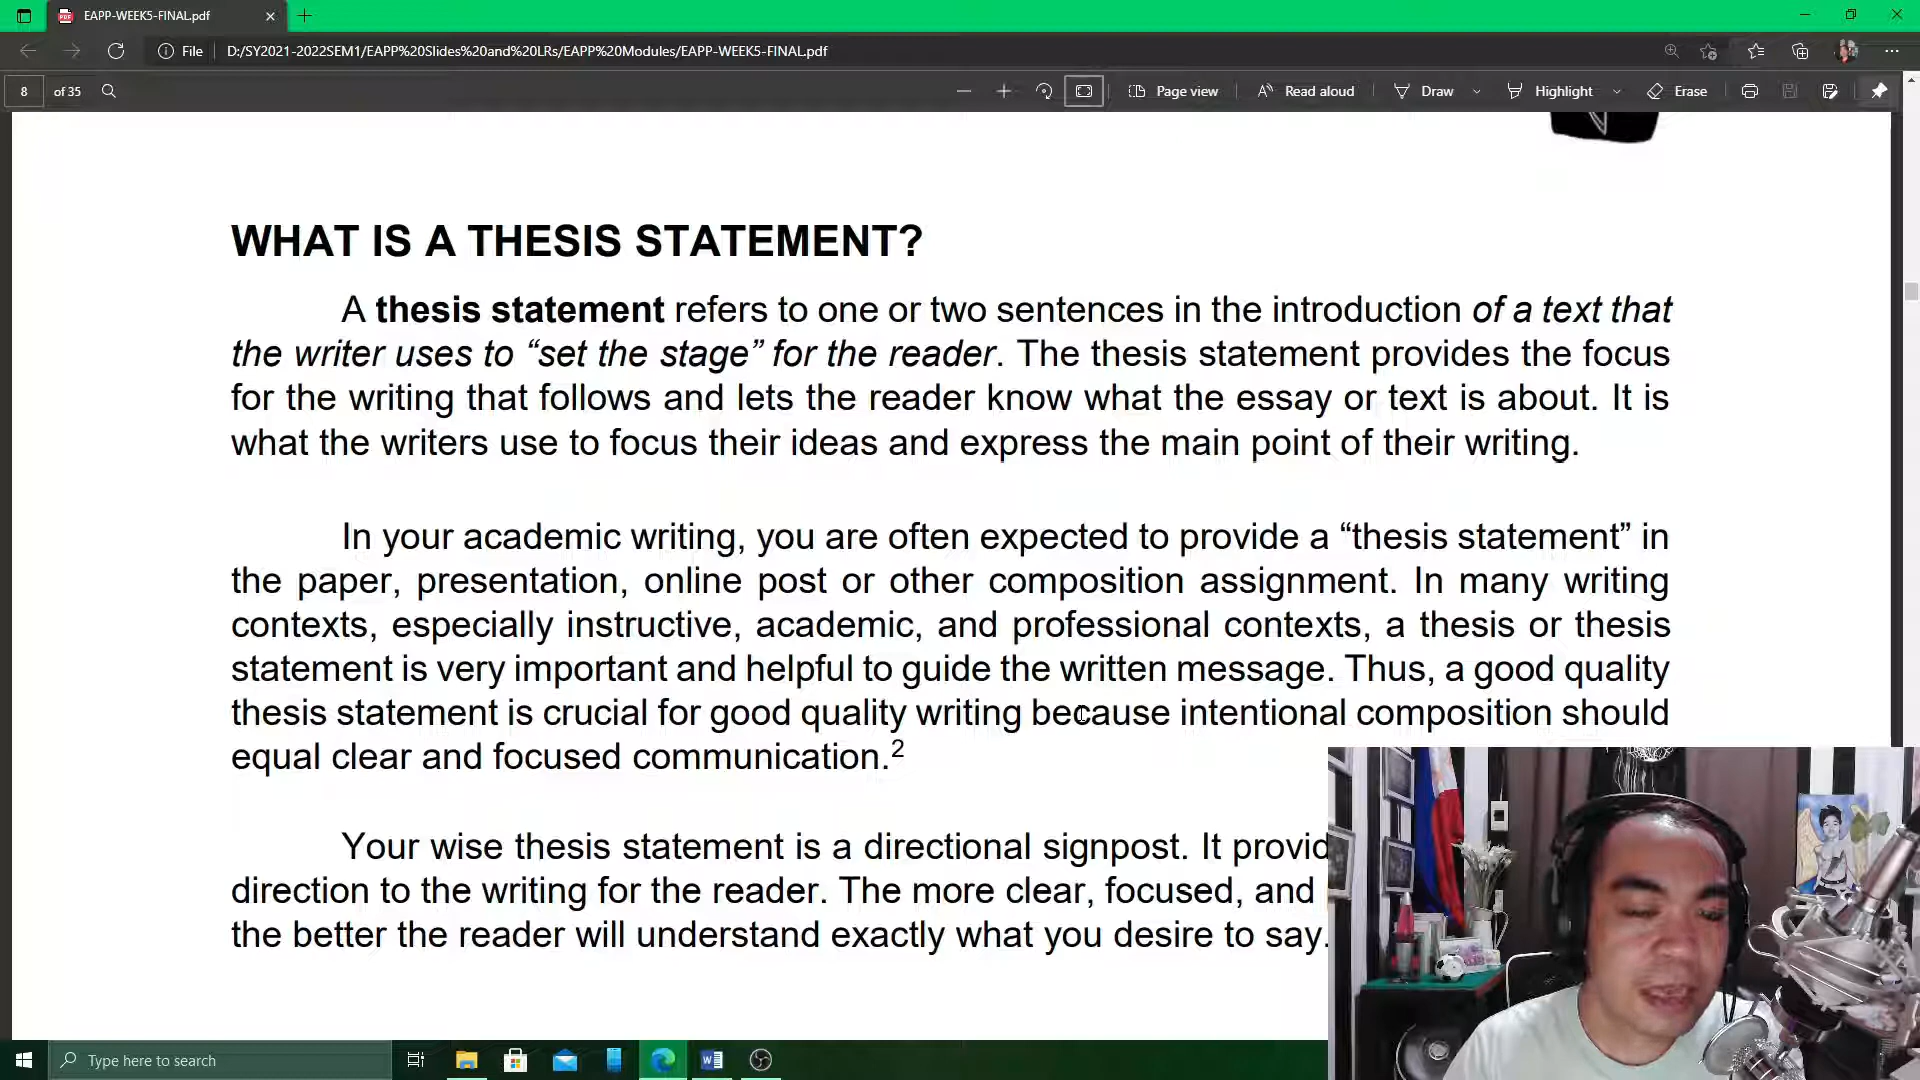 EAPP-WEEK5-FINAL.pdf
File D:/SY2021-2022SEM1/EAPP%20Slides%20and%20LRs/EAPP%20Modules/EAPP-WEEK5-FINAL.pdf
8 of 35 Page view Read aloud Draw Highlight Erase
WHAT IS A THESIS STATEMENT?
A thesis statement refers to one or two sentences in the introduction of a text that
the writer uses to “set the stage” for the reader. The thesis statement provides the focus
for the writing that follows and lets the reader know what the essay or text is about. It is
what the writers use to focus their ideas and express the main point of their writing.
In your academic writing, you are often expected to provide a “thesis statement” in
the paper, presentation, online post or other composition assignment. In many writing
contexts, especially instructive, academic, and professional contexts, a thesis or thesis
statement is very important and helpful to guide the written message. Thus, a good quality
thesis statement is crucial for good quality writing because intentional composition should
equal clear and focused communication.2
Your wise thesis statement is a directional signpost. It provid
direction to the writing for the reader. The more clear, focused, and
the better the reader will understand exactly what you desire to say.
Type here to search